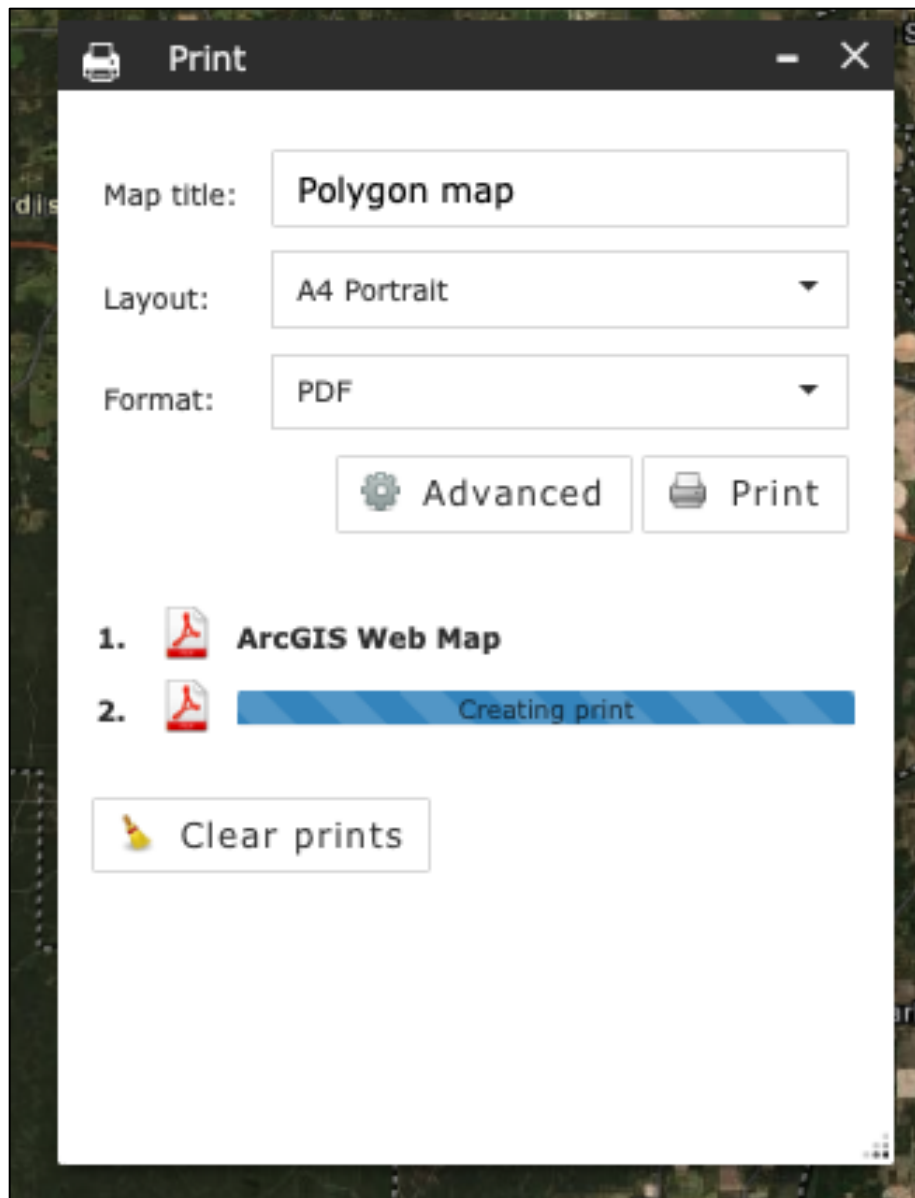 Print
Map title: Polygon map
Layout: A4 Portrait
Format: PDF
Advanced Print
1. ArcGIS Web Map
2. Creating print
Clear prints